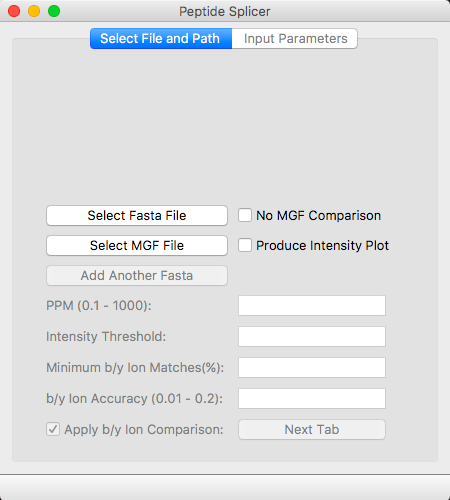 Peptide Splicer
Select File and Path Input Parameters
Select Fasta File No MGF Comparison
Select MGF File Produce Intensity Plot
Add Another Fasta
PPM (0.1 - 1000):
Intensity Threshold:
Minimum b/y Ion Matches(%):
b/y Ion Accuracy (0.01 - 0.2):
Apply b/y Ion Comparison: Next Tab